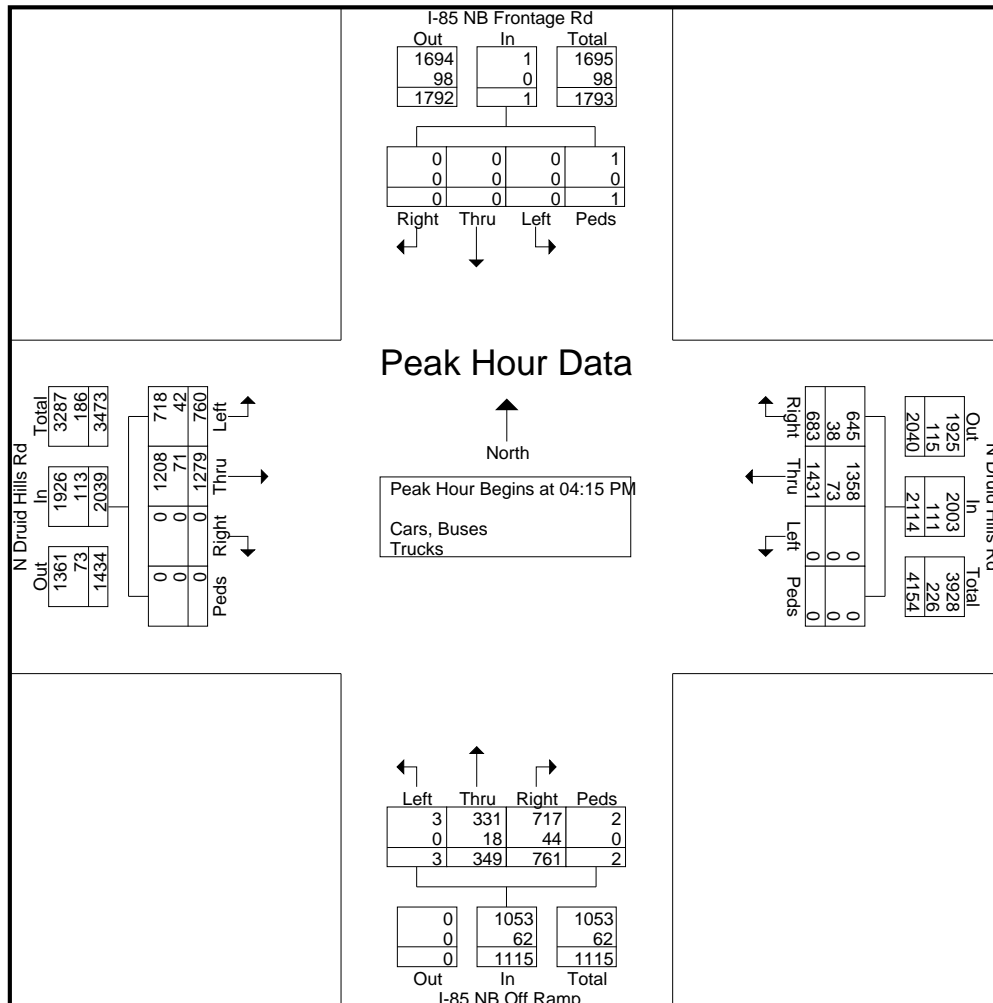 I-85 NB Frontage Rd
Out In Total
1694 1 1695
98 0 98
1792 1 1793
0 0 0 1
0 0 0 0
0 0 0 1
Right Thru Left Peds
Peak Hour Data
North
Peak Hour Begins at 04:15 PM
Cars, Buses
Trucks
N Druid Hills Rd
Total In Out
3287 1926 1361
186 113 73
3473 2039 1434
718 1208 0 0
42 71 0 0
760 1279 0 0
Left Thru Right Peds
Right Thru Left Peds
683 1431 0 0
38 73 0 0
645 1358 0 0
2040 2114 4154
115 111 226
1925 2003 3928
Out In Total
N Druid Hills Rd
Left Thru Right Peds
3 331 717 2
0 18 44 0
3 349 761 2
0 1053 1053
0 62 62
0 1115 1115
Out In Total
I-85 NB Off Ramp